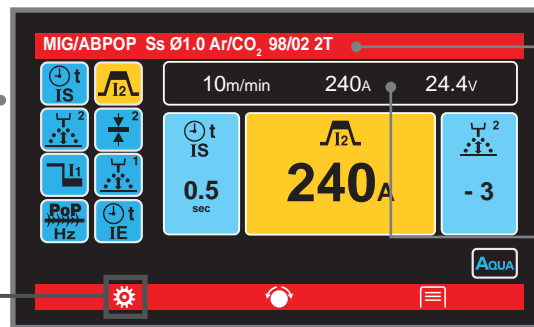 MIG/ABPOP Ss Ø1.0 Ar/CO₂ 98/02 2T
t
IS
I2
10m/min 240A 24.4V
2
2
I1
1
PoP
Hz
t
IE
t
IS
0.5
sec
I2
240A
2
- 3
AQUA